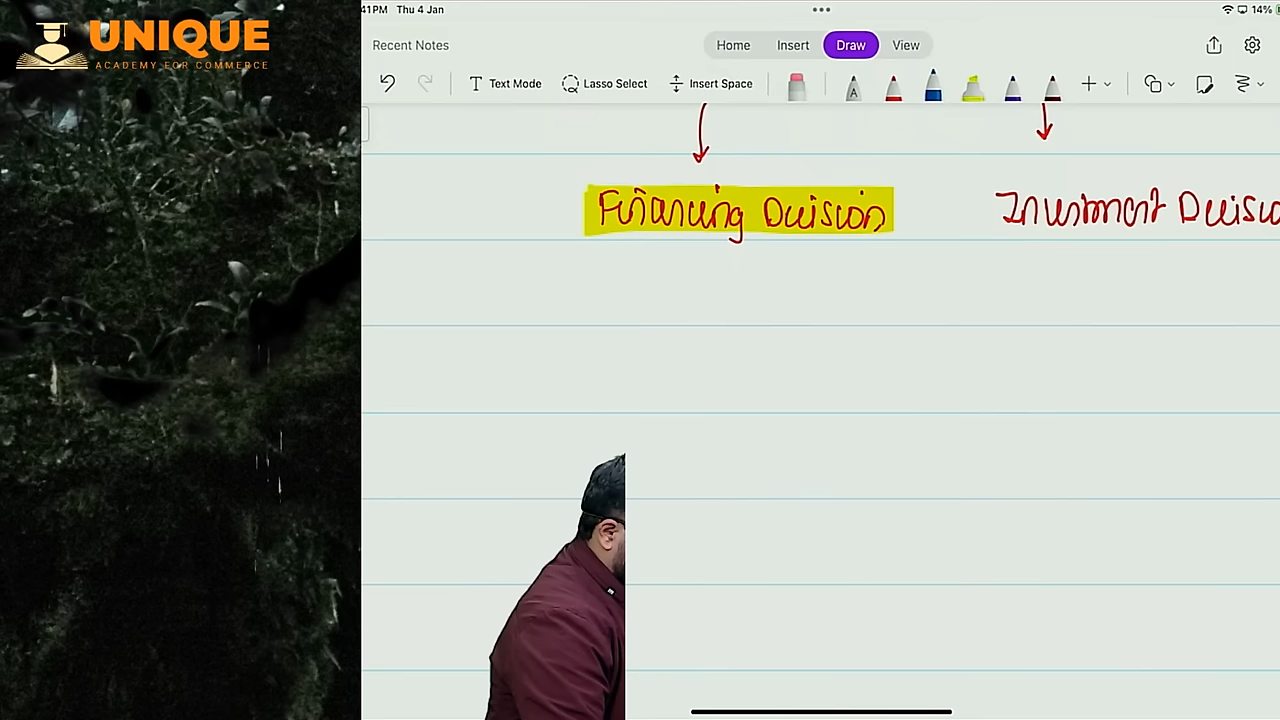 UNIQUE
ACADEMY FOR COMMERCE
41PM Thu 4 Jan
14%
Recent Notes
Home Insert Draw View
Text Mode Lasso Select Insert Space
A
Financing Decision
Investment Decisio